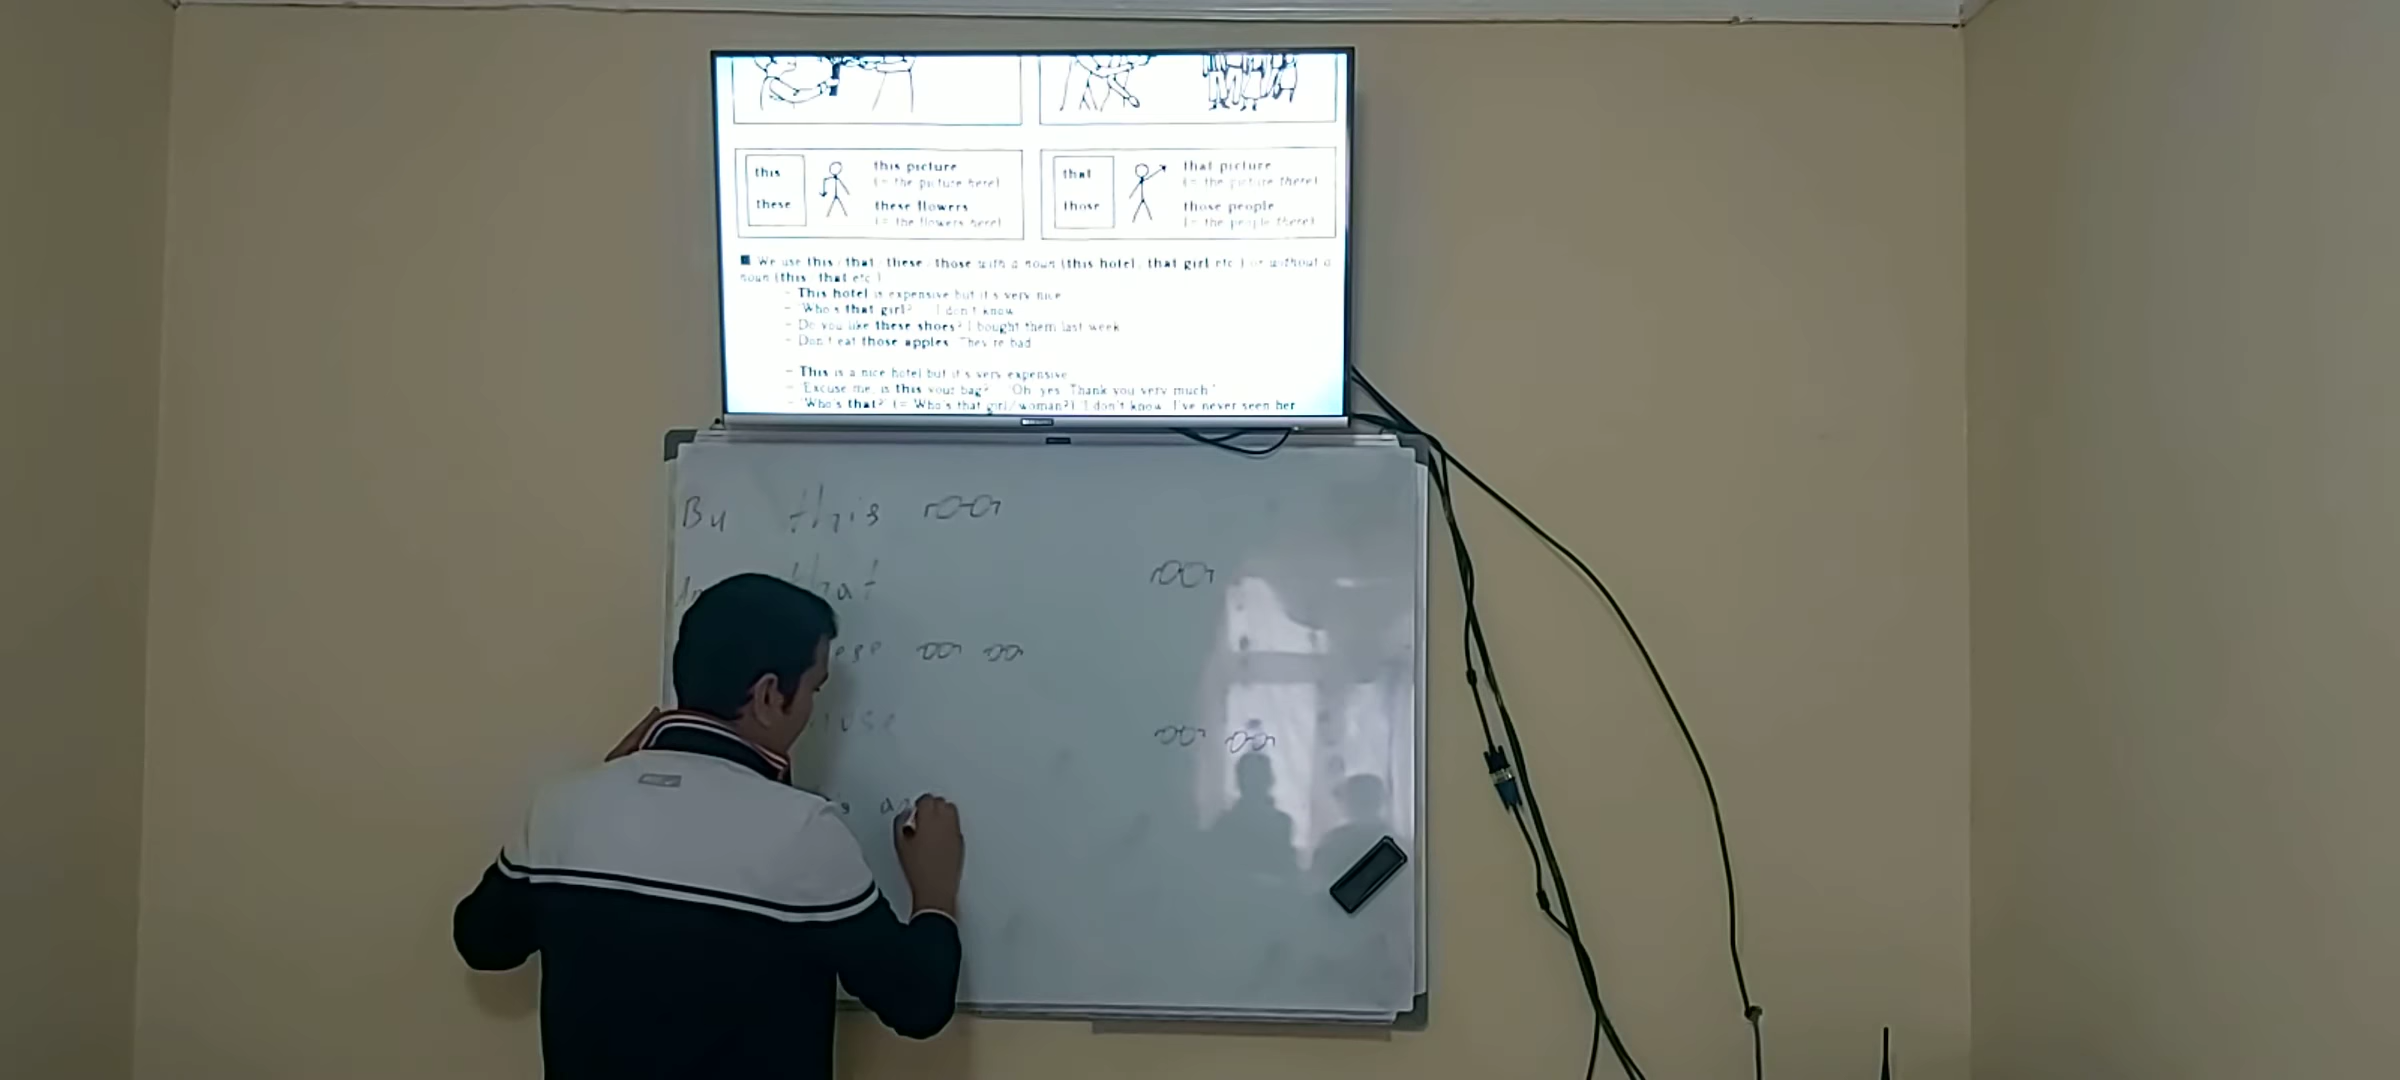 this
this picture
(= the picture here)
these
these flowers
(= the flowers here)
that
that picture
(= the picture there)
those
those people
(= the people there)
We use this / that / these / those with a noun (this hotel / that girl etc.) or without a
noun (this / that etc.)
- This hotel is expensive but it's very nice
- 'Who's that girl?' 'I don't know'
- Do you like these shoes? I bought them last week
- Don't eat those apples. They're bad
- This is a nice hotel but it's very expensive
- 'Excuse me, is this your bag?' 'Oh yes. Thank you very much.'
- 'Who's that?' (= Who's that girl/woman?) 'I don't know. I've never seen her
Bu this
that